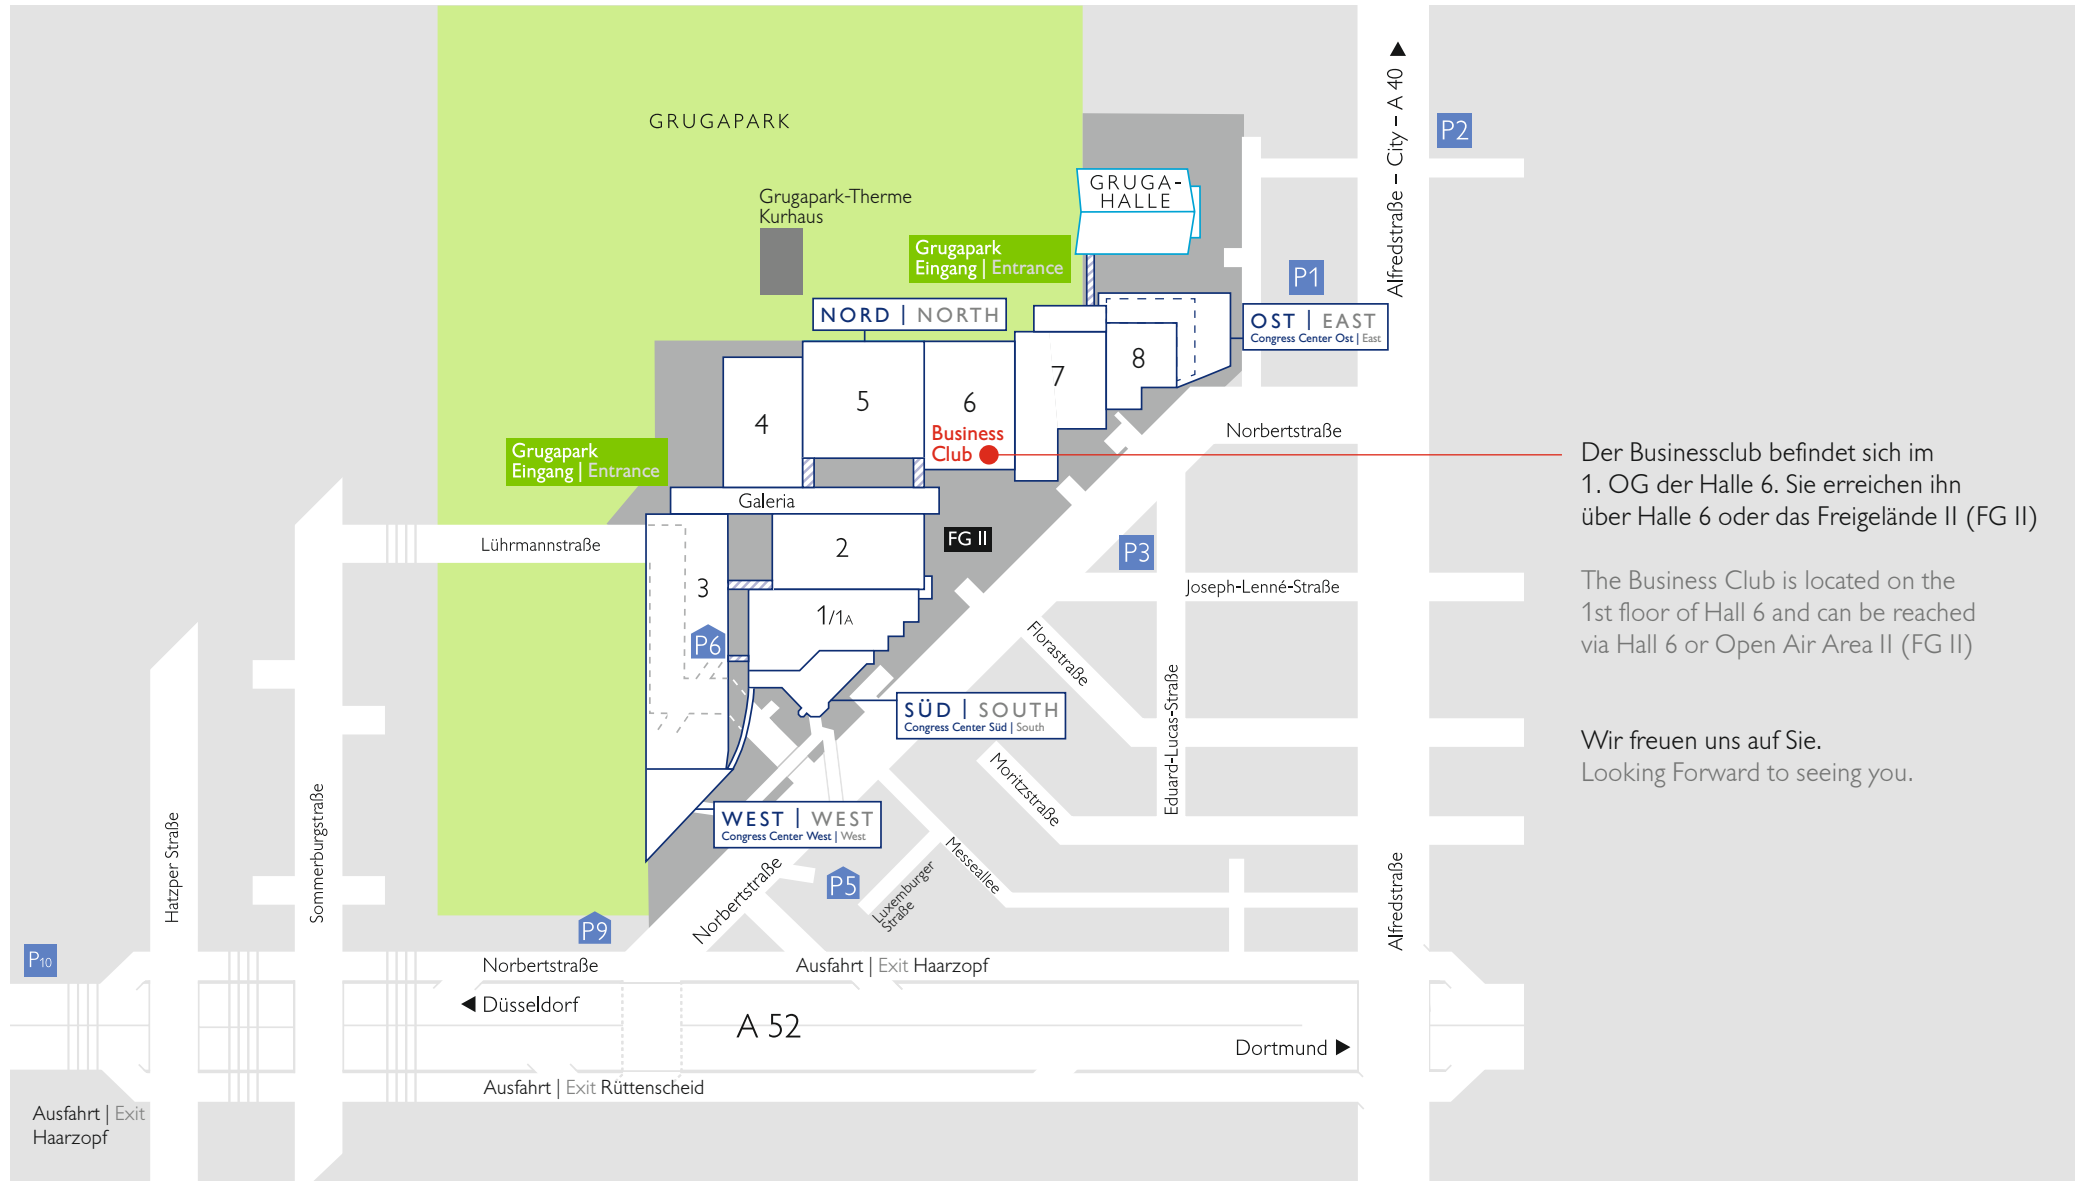 GRUGAPARK
Grugapark-Therme
Kurhaus
GRUGA-
HALLE
Grugapark
Eingang | Entrance
P2
Alfredstraße – City – A 40
P1
NORD | NORTH
OST | EAST
Congress Center Ost | East
4
5
6
7
8
Business
Club
Norbertstraße
Grugapark
Eingang | Entrance
Galeria
FG II
Lührmannstraße
2
3
1/1A
P6
P3
Joseph-Lenné-Straße
Florastraße
Eduard-Lucas-Straße
SÜD | SOUTH
Congress Center Süd | South
Moritzstraße
WEST | WEST
Congress Center West | West
Messeallee
Luxemburger
Straße
P5
Norbertstraße
Hatzper Straße
Sommerburgstraße
Alfredstraße
P9
P10
Norbertstraße
Ausfahrt | Exit Haarzopf
Düsseldorf
A 52
Dortmund
Ausfahrt | Exit Rüttenscheid
Ausfahrt | Exit
Haarzopf
Der Businessclub befindet sich im
1. OG der Halle 6. Sie erreichen ihn
über Halle 6 oder das Freigelände II (FG II)
The Business Club is located on the
1st floor of Hall 6 and can be reached
via Hall 6 or Open Air Area II (FG II)
Wir freuen uns auf Sie.
Looking Forward to seeing you.